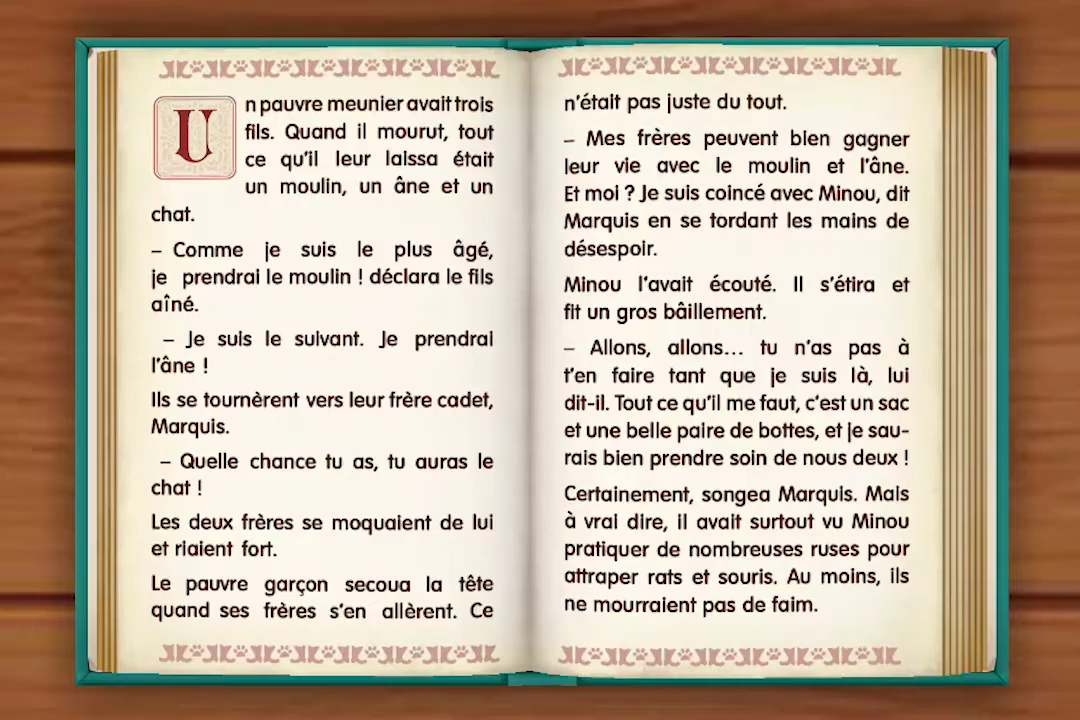 Un pauvre meunier avait trois
fils. Quand il mourut, tout
ce qu'il leur laissa était
un moulin, un âne et un
chat.
– Comme je suis le plus âgé,
je prendrai le moulin ! déclara le fils
aîné.
– Je suis le suivant. Je prendrai
l'âne !
Ils se tournèrent vers leur frère cadet,
Marquis.
– Quelle chance tu as, tu auras le
chat !
Les deux frères se moquaient de lui
et riaient fort.
Le pauvre garçon secoua la tête
quand ses frères s'en allèrent. Ce
n'était pas juste du tout.
– Mes frères peuvent bien gagner
leur vie avec le moulin et l'âne.
Et moi ? Je suis coincé avec Minou, dit
Marquis en se tordant les mains de
désespoir.
Minou l'avait écouté. Il s'étira et
fit un gros bâillement.
– Allons, allons... tu n'as pas à
t'en faire tant que je suis là, lui
dit-il. Tout ce qu'il me faut, c'est un sac
et une belle paire de bottes, et je sau-
rais bien prendre soin de nous deux !
Certainement, songea Marquis. Mais
à vrai dire, il avait surtout vu Minou
pratiquer de nombreuses ruses pour
attraper rats et souris. Au moins, ils
ne mourraient pas de faim.